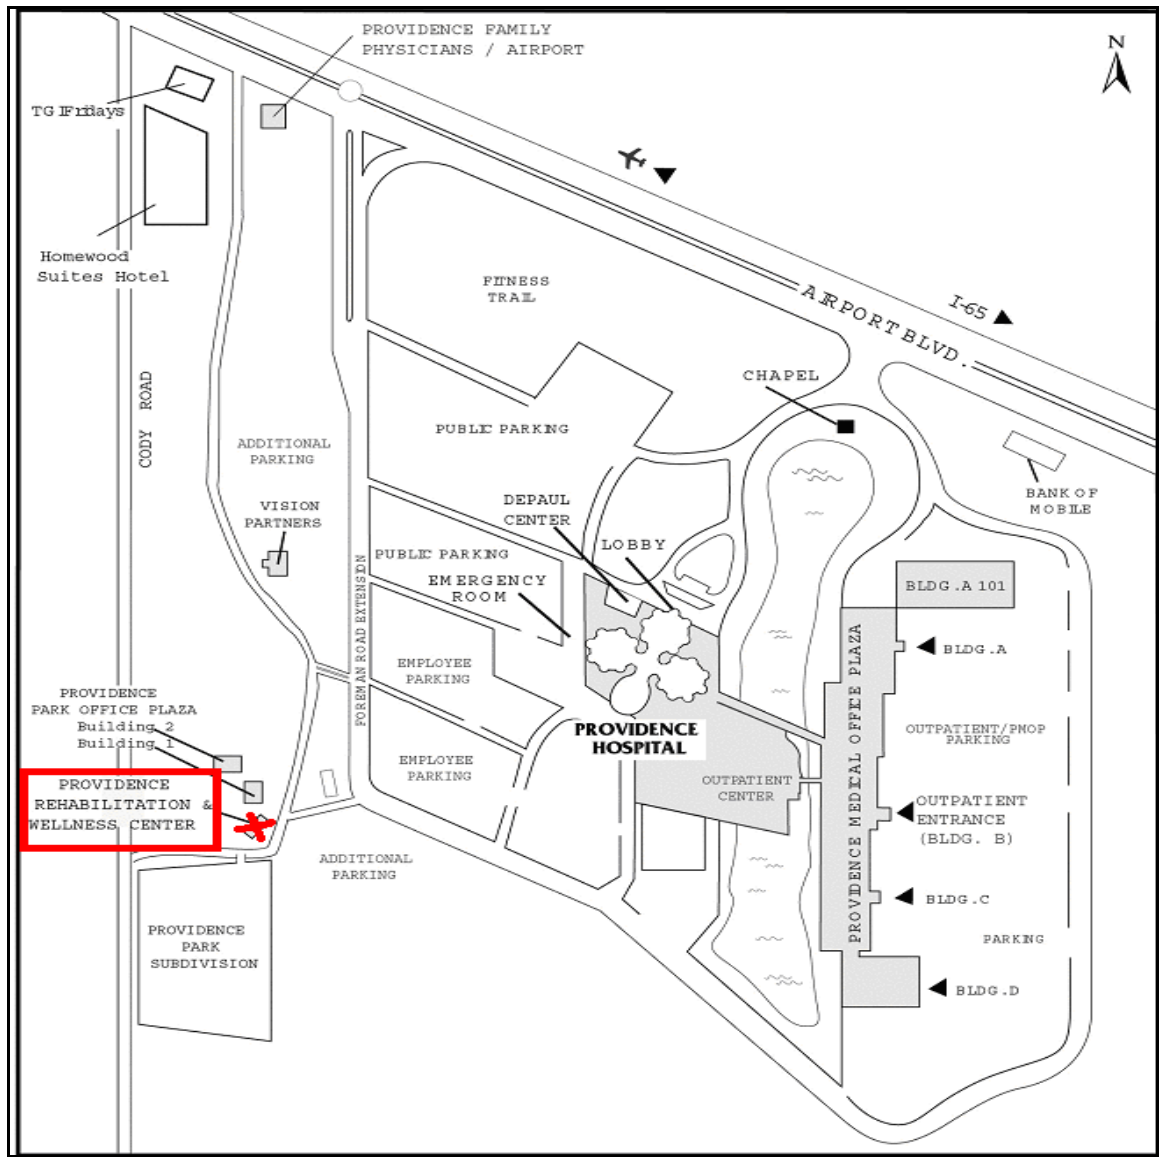 PROVIDENCE FAMILY
PHYSICIANS / AIRPORT
N
TGIFridays
Homewood
Suites Hotel
FITNESS
TRAIL
AIRPORT BLVD.
I-65
CHAPEL
CODY ROAD
PUBLIC PARKING
ADDITIONAL
PARKING
BANK OF
MOBILE
VISION
PARTNERS
DEPAUL
CENTER
LOBBY
PUBLIC PARKING
EMERGENCY
ROOM
FOREMAN ROAD EXTENSION
BLDG.A 101
BLDG.A
EMPLOYEE
PARKING
PROVIDENCE MEDICAL OFFICE PLAZA
PROVIDENCE
PARK OFFICE PLAZA
Building 2
Building 1
PROVIDENCE
HOSPITAL
OUTPATIENT/PMOP
PARKING
EMPLOYEE
PARKING
OUTPATIENT
CENTER
PROVIDENCE
REHABILITATION &
WELLNESS CENTER
OUTPATIENT
ENTRANCE
(BLDG. B)
ADDITIONAL
PARKING
BLDG.C
PROVIDENCE
PARK
SUBDIVISION
PARKING
BLDG.D